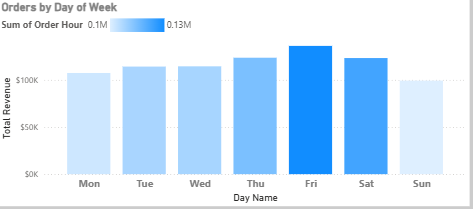 Orders by Day of Week
Sum of Order Hour 0.1M 0.13M
Total Revenue
$100K
$50K
$0K
Mon Tue Wed Thu Fri Sat Sun
Day Name